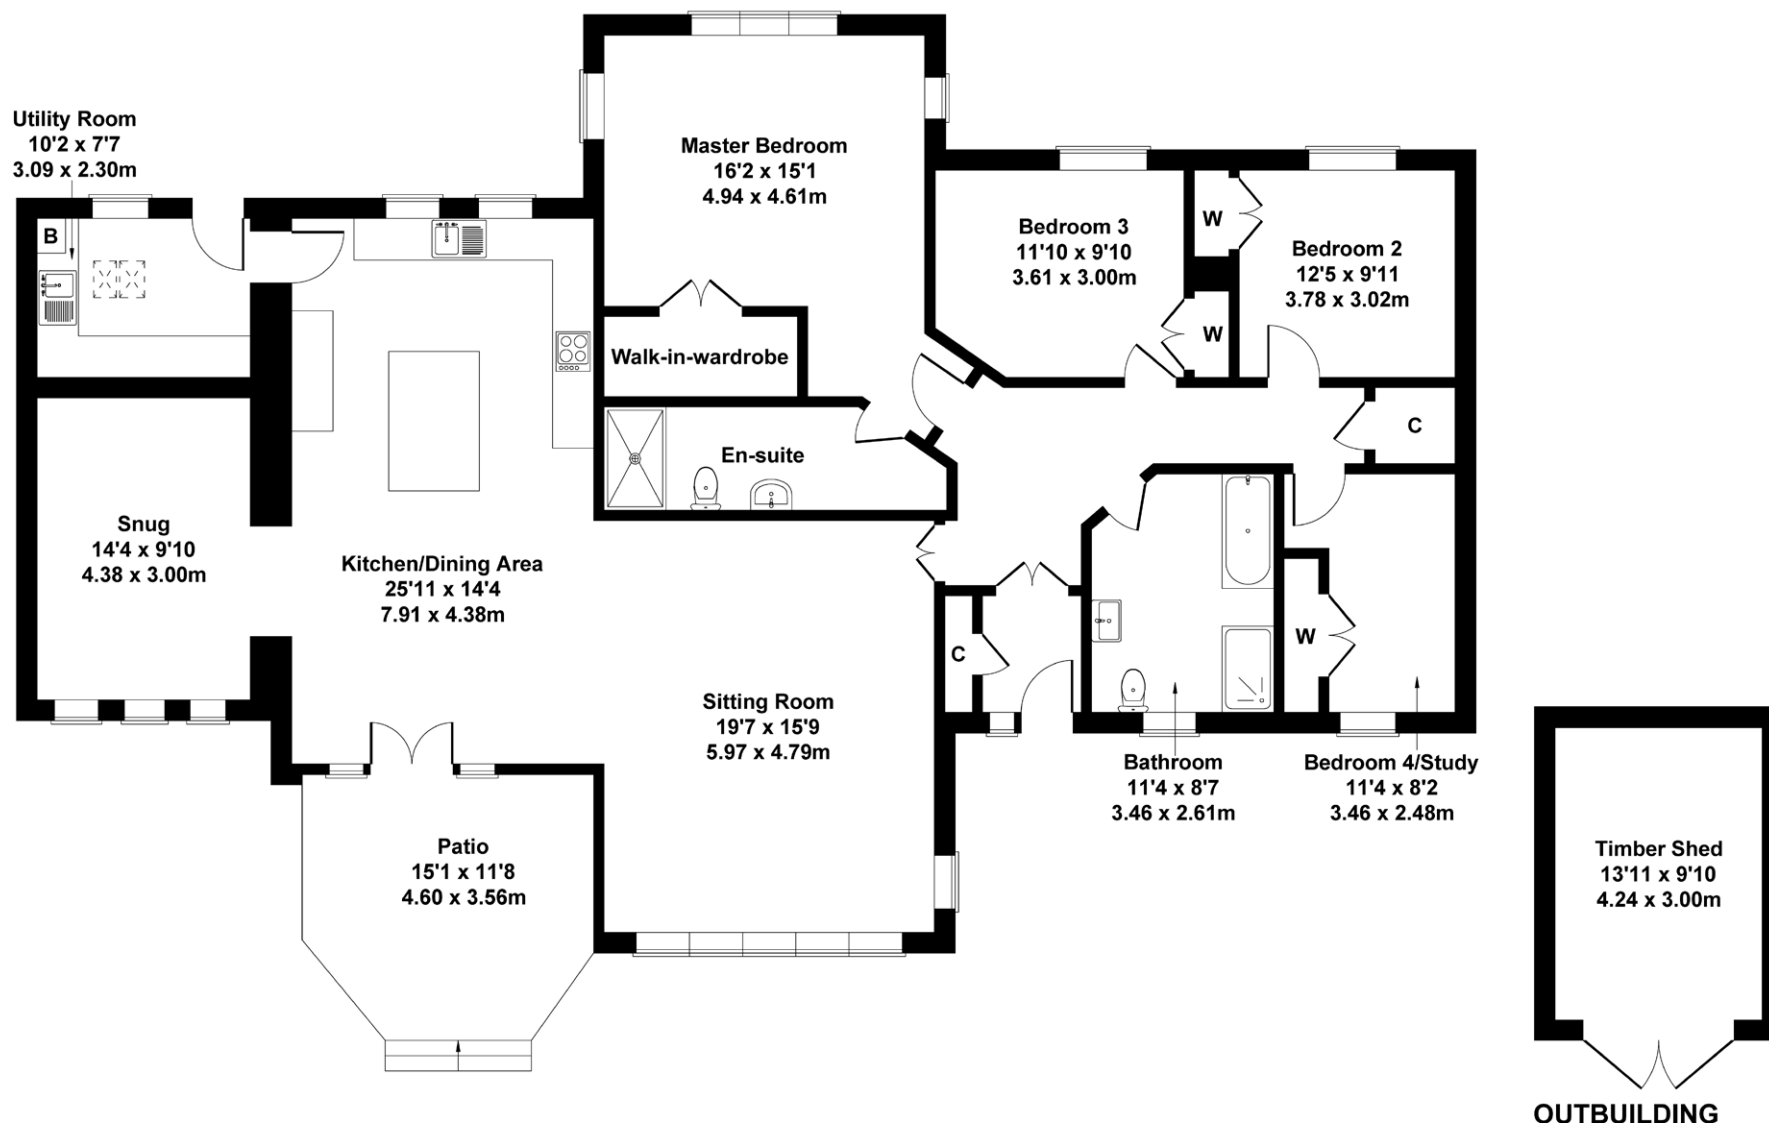 Utility Room
10'2 x 7'7
3.09 x 2.30m
B
Master Bedroom
16'2 x 15'1
4.94 x 4.61m
Bedroom 3
11'10 x 9'10
3.61 x 3.00m
W
Bedroom 2
12'5 x 9'11
3.78 x 3.02m
W
Walk-in-wardrobe
En-suite
C
Snug
14'4 x 9'10
4.38 x 3.00m
Kitchen/Dining Area
25'11 x 14'4
7.91 x 4.38m
Sitting Room
19'7 x 15'9
5.97 x 4.79m
C
W
Bathroom
11'4 x 8'7
3.46 x 2.61m
Bedroom 4/Study
11'4 x 8'2
3.46 x 2.48m
Patio
15'1 x 11'8
4.60 x 3.56m
Timber Shed
13'11 x 9'10
4.24 x 3.00m
OUTBUILDING